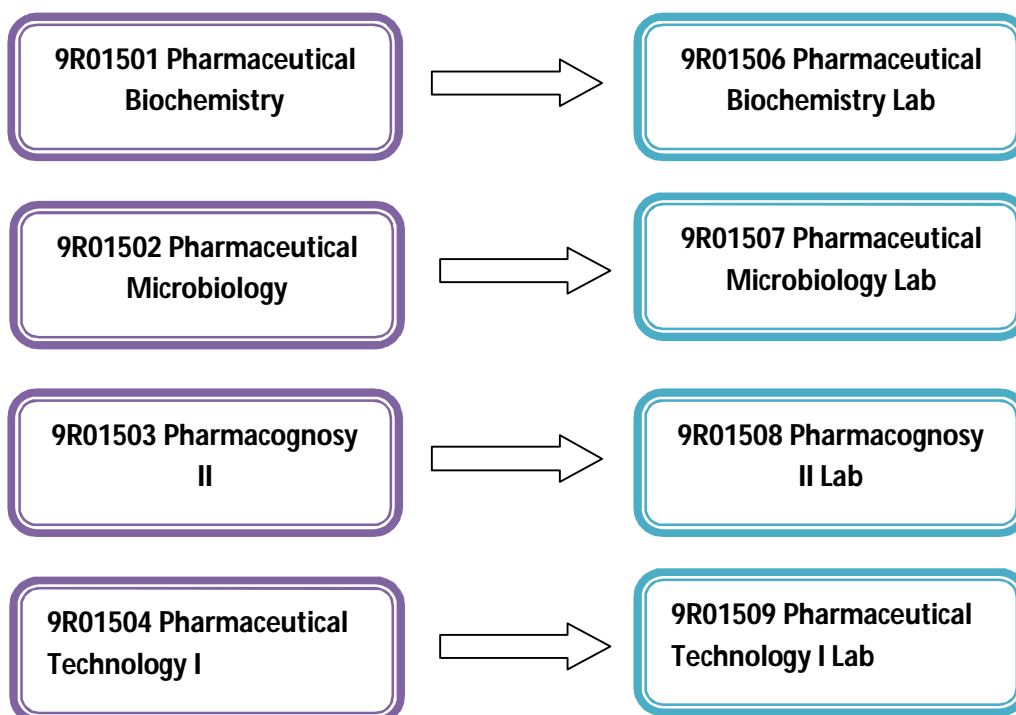 9R01501 Pharmaceutical
Biochemistry
9R01506 Pharmaceutical
Biochemistry Lab
9R01502 Pharmaceutical
Microbiology
9R01507 Pharmaceutical
Microbiology Lab
9R01503 Pharmacognosy
II
9R01508 Pharmacognosy
II Lab
9R01504 Pharmaceutical
Technology I
9R01509 Pharmaceutical
Technology I Lab